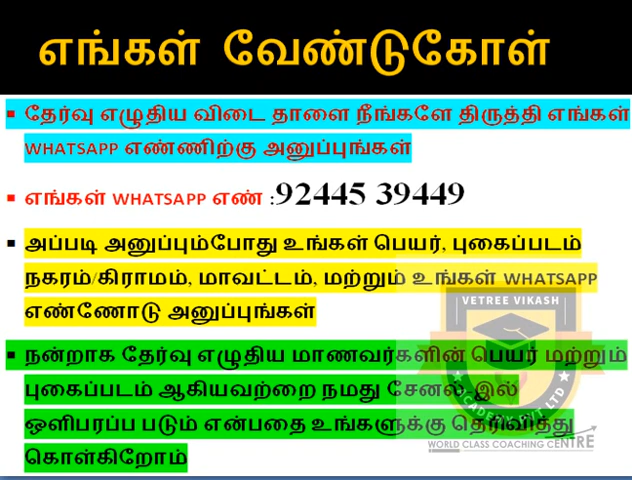 எங்கள் வேண்டுகோள்
தேர்வு எழுதிய விடை தாளை நீங்களே திருத்தி எங்கள்
WHATSAPP எண்ணிற்கு அனுப்புங்கள்
எங்கள் WHATSAPP எண் :92445 39449
அப்படி அனுப்பும்போது உங்கள் பெயர், புகைப்படம்
நகரம்/கிராமம், மாவட்டம், மற்றும் உங்கள் WHATSAPP
எண்ணோடு அனுப்புங்கள்
நன்றாக தேர்வு எழுதிய மாணவர்களின் பெயர் மற்றும்
புகைப்படம் ஆகியவற்றை நமது சேனல் இல்
ஒளிபரப்ப படும் என்பதை உங்களுக்கு தெரிவித்து
கொள்கிறோம்
VETREE VIKASH
ACADEMY PVT LTD
WORLD CLASS COACHING CENTRE